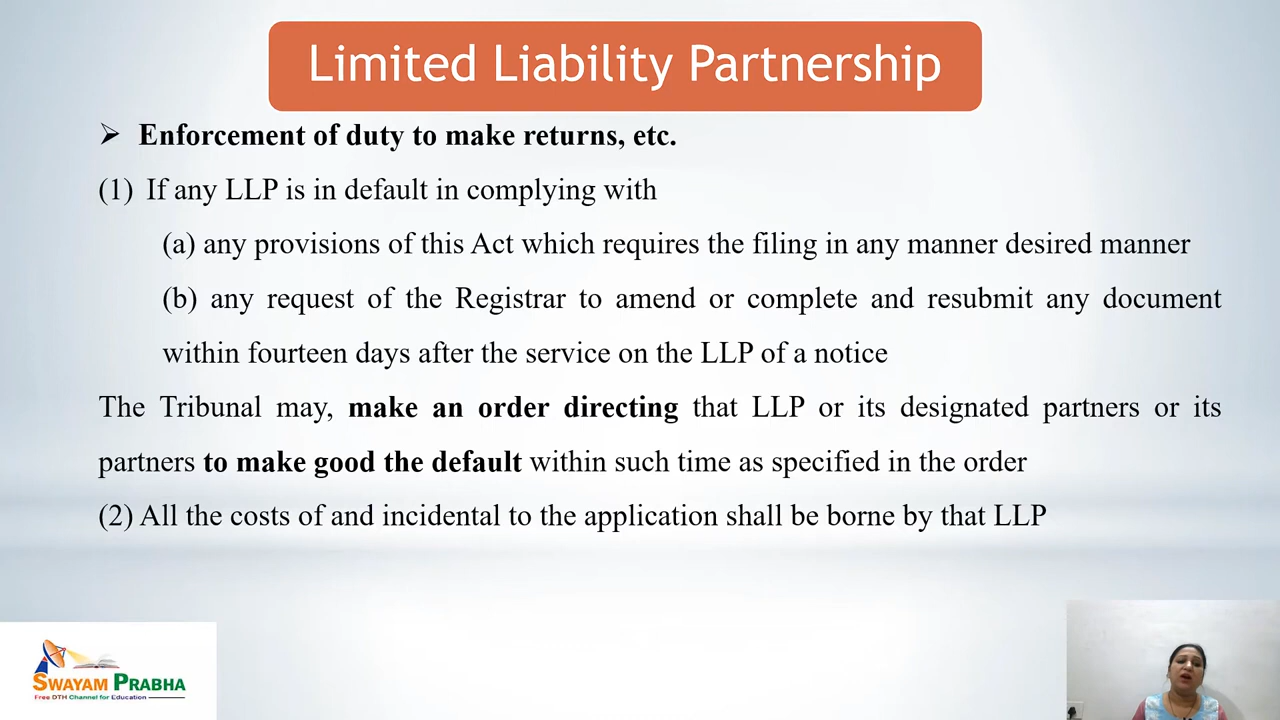 Limited Liability Partnership
➢ Enforcement of duty to make returns, etc.
(1) If any LLP is in default in complying with
(a) any provisions of this Act which requires the filing in any manner desired manner
(b) any request of the Registrar to amend or complete and resubmit any document
within fourteen days after the service on the LLP of a notice
The Tribunal may, make an order directing that LLP or its designated partners or its
partners to make good the default within such time as specified in the order
(2) All the costs of and incidental to the application shall be borne by that LLP
SWAYAM PRABHA
Free DTH Channel for Education